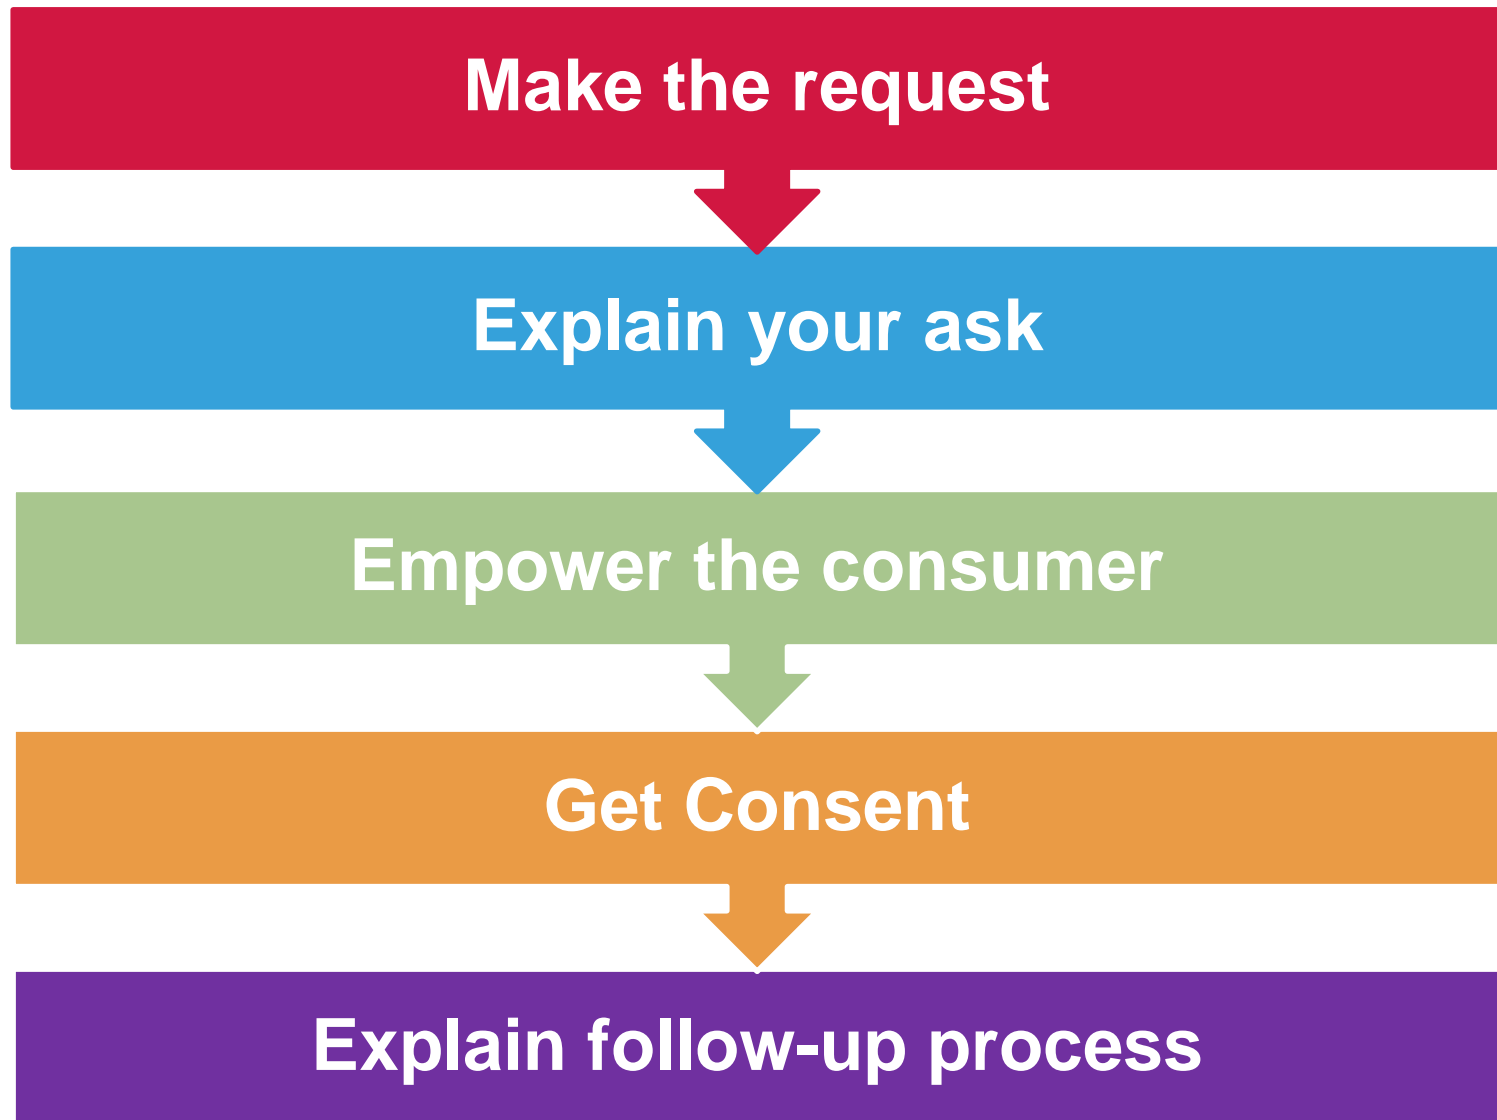 Make the request
Explain your ask
Empower the consumer
Get Consent
Explain follow-up process